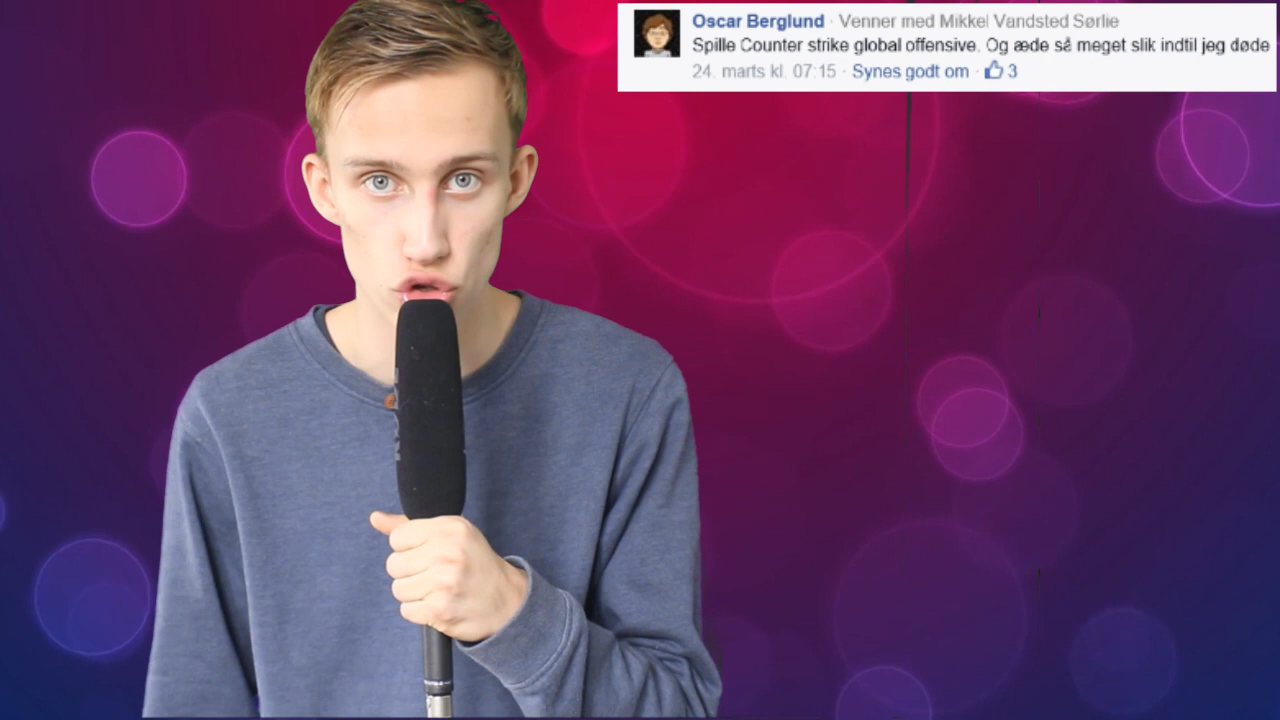 Oscar Berglund · Venner med Mikkel Vandsted Sørlie
Spille Counter strike global offensive. Og æde så meget slik indtil jeg døde
24. marts kl. 07:15 · Synes godt om · 3